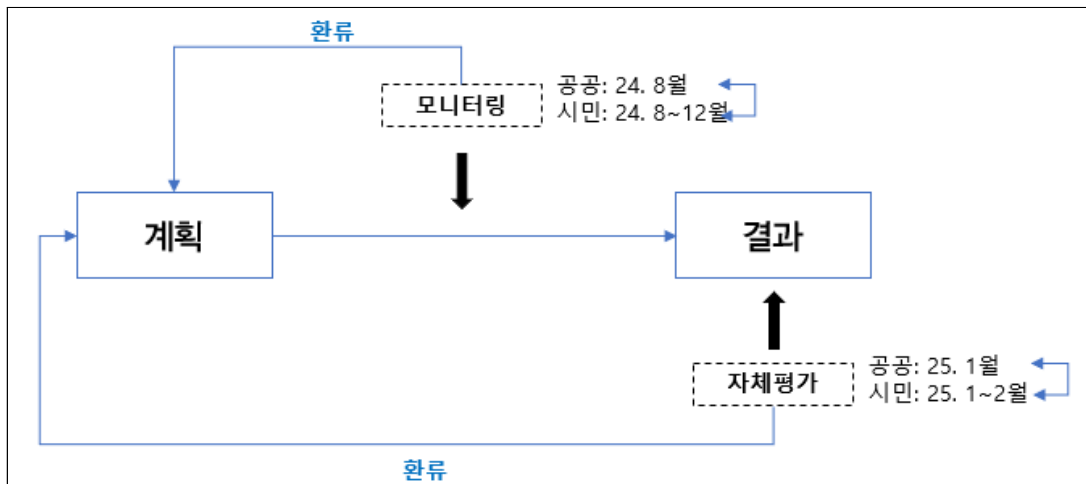 환류
모니터링
공공: 24. 8월
시민: 24. 8~12월
계획
결과
자체평가
공공: 25. 1월
시민: 25. 1~2월
환류